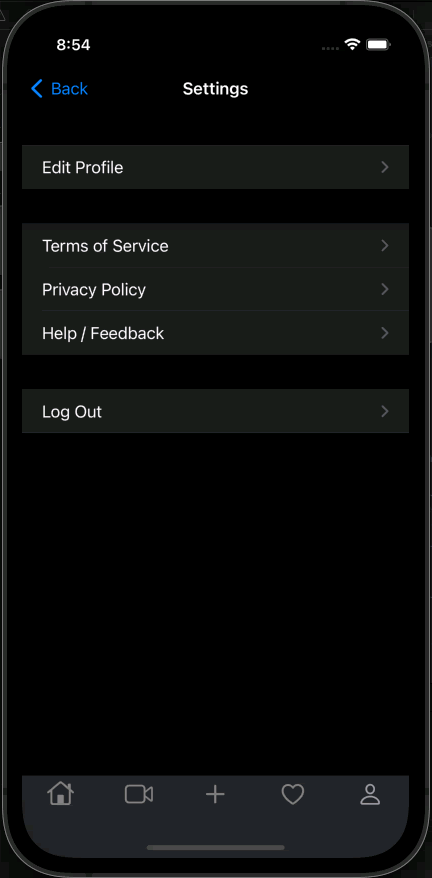 8:54
Back
Settings
Edit Profile
Terms of Service
Privacy Policy
Help / Feedback
Log Out